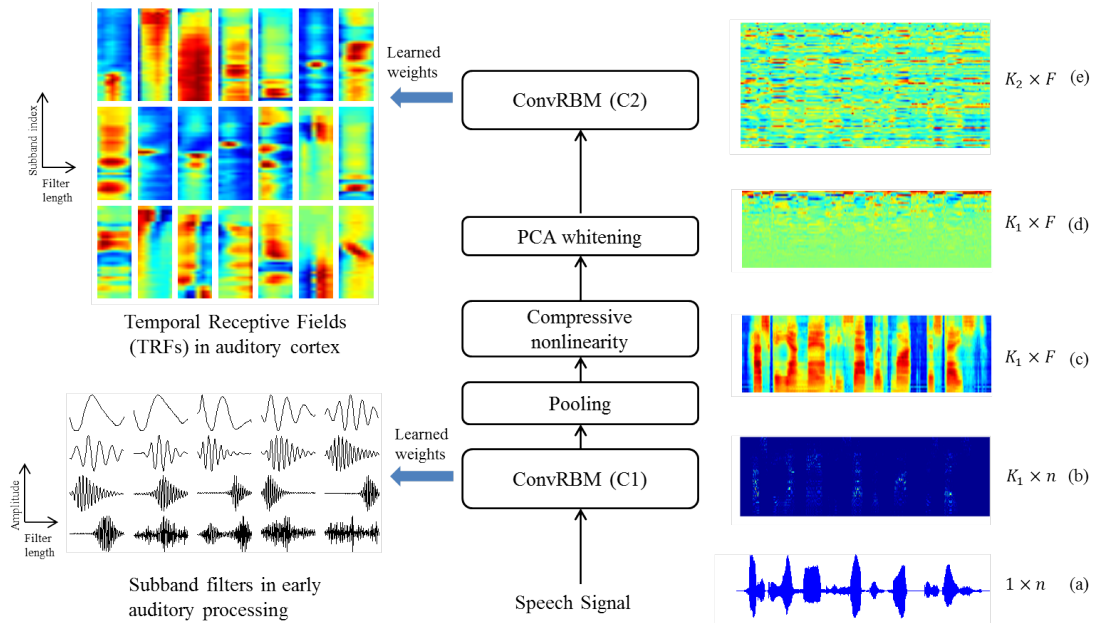 Subband index
Filter
length
Temporal Receptive Fields
(TRFs) in auditory cortex
Amplitude
Filter
length
Subband filters in early
auditory processing
Learned
weights
ConvRBM (C2)
PCA whitening
Compressive
nonlinearity
Pooling
Learned
weights
ConvRBM (C1)
Speech Signal
K₂ × F (e)
K₁ × F (d)
K₁ × F (c)
K₁ × n (b)
1 × n (a)